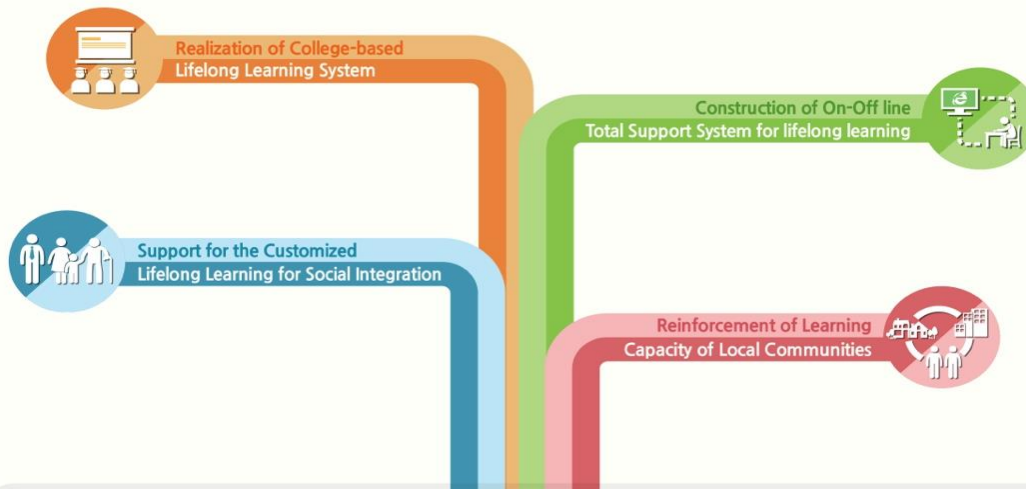 Realization of College-based
Lifelong Learning System
Construction of On-Off line
Total Support System for lifelong learning
Support for the Customized
Lifelong Learning for Social Integration
Reinforcement of Learning
Capacity of Local Communities